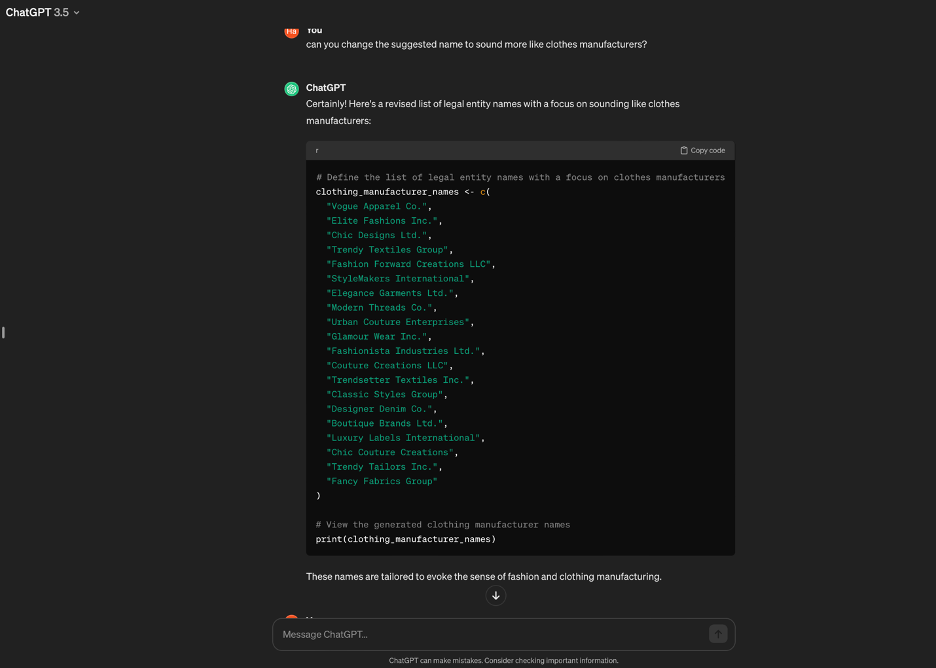 ChatGPT 3.5
Ha
You
can you change the suggested name to sound more like clothes manufacturers?
ChatGPT
Certainly! Here's a revised list of legal entity names with a focus on sounding like clothes
manufacturers:
r
Copy code
# Define the list of legal entity names with a focus on clothes manufacturers
clothing_manufacturer_names <- c(
"Vogue Apparel Co.",
"Elite Fashions Inc.",
"Chic Designs Ltd.",
"Trendy Textiles Group",
"Fashion Forward Creations LLC",
"StyleMakers International",
"Elegance Garments Ltd.",
"Modern Threads Co.",
"Urban Couture Enterprises",
"Glamour Wear Inc.",
"Fashionista Industries Ltd.",
"Couture Creations LLC",
"Trendsetter Textiles Inc.",
"Classic Styles Group",
"Designer Denim Co.",
"Boutique Brands Ltd.",
"Luxury Labels International",
"Chic Couture Creations",
"Trendy Tailors Inc.",
"Fancy Fabrics Group"
)
# View the generated clothing manufacturer names
print(clothing_manufacturer_names)
These names are tailored to evoke the sense of fashion and clothing manufacturing.
Message ChatGPT...
ChatGPT can make mistakes. Consider checking important information.